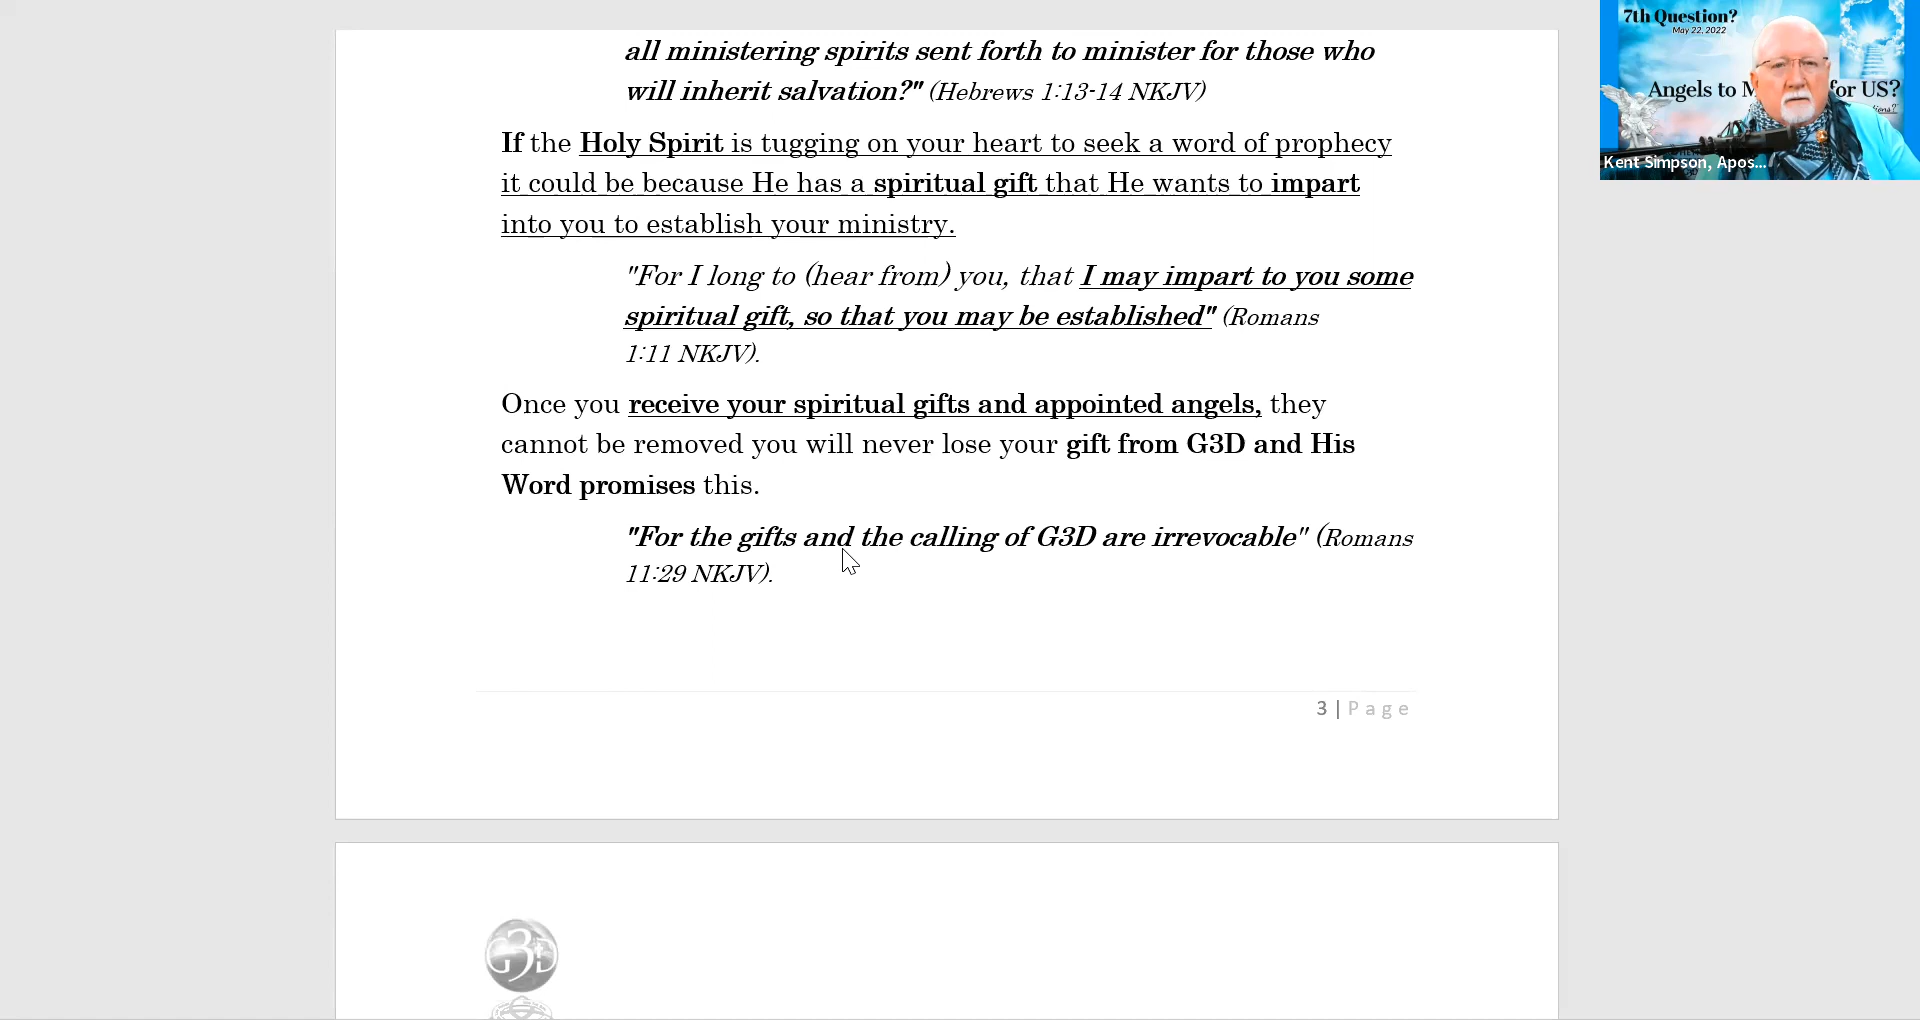 all ministering spirits sent forth to minister for those who
will inherit salvation?" (Hebrews 1:13-14 NKJV)
If the Holy Spirit is tugging on your heart to seek a word of prophecy
it could be because He has a spiritual gift that He wants to impart
into you to establish your ministry.
"For I long to (hear from) you, that I may impart to you some
spiritual gift, so that you may be established" (Romans
1:11 NKJV).
Once you receive your spiritual gifts and appointed angels, they
cannot be removed you will never lose your gift from G3D and His
Word promises this.
"For the gifts and the calling of G3D are irrevocable" (Romans
11:29 NKJV).
3 | Page
G3D
7th Question?
May 22, 2022
Angels to M for US?
Kent Simpson, Apos...